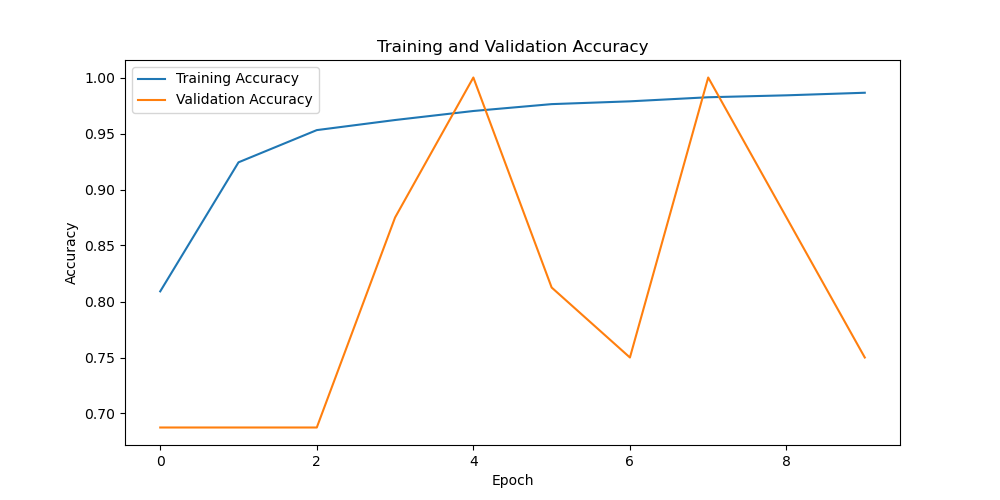 Training and Validation Accuracy
Training Accuracy
Validation Accuracy
1.00
0.95
0.90
0.85
0.80
0.75
0.70
Accuracy
0 2 4 6 8
Epoch